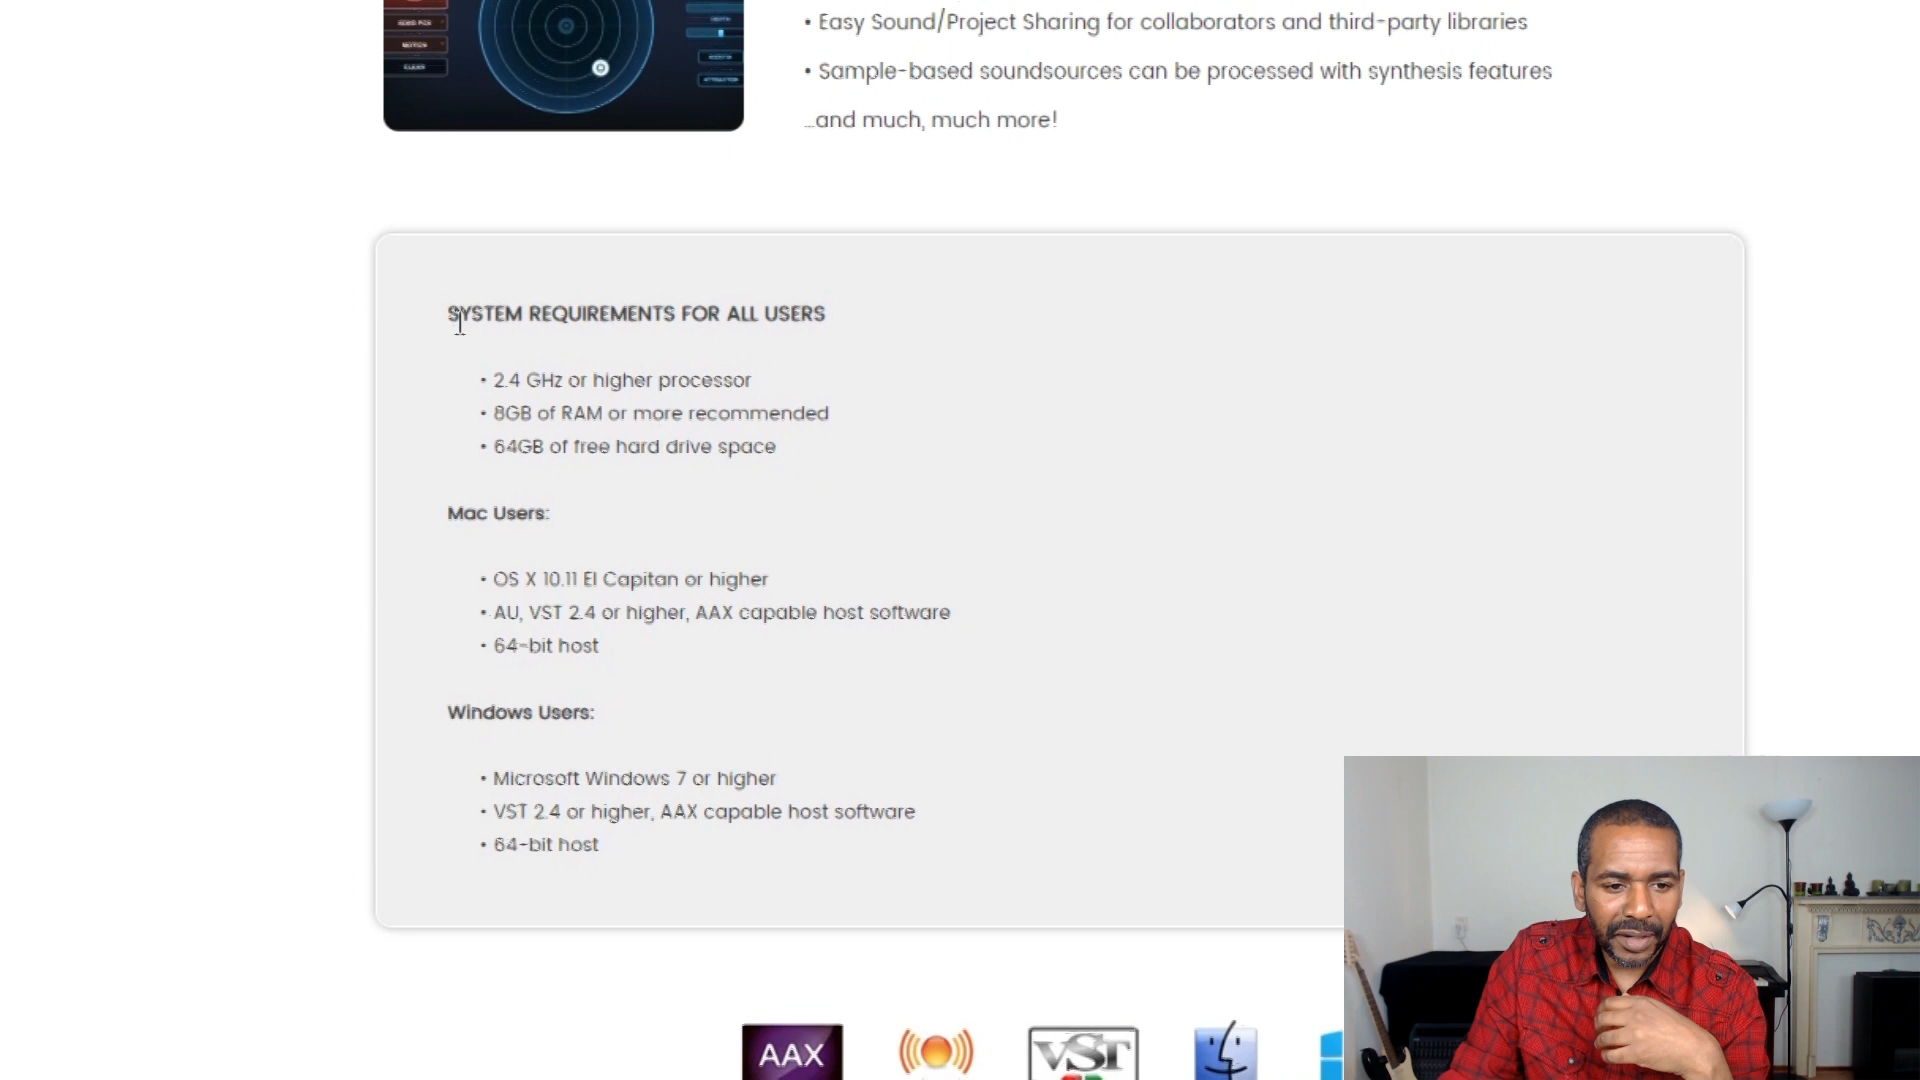 • Easy Sound/Project Sharing for collaborators and third-party libraries
• Sample-based soundsources can be processed with synthesis features
...and much, much more!
SYSTEM REQUIREMENTS FOR ALL USERS
• 2.4 GHz or higher processor
• 8GB of RAM or more recommended
• 64GB of free hard drive space
Mac Users:
• OS X 10.11 El Capitan or higher
• AU, VST 2.4 or higher, AAX capable host software
• 64-bit host
Windows Users:
• Microsoft Windows 7 or higher
• VST 2.4 or higher, AAX capable host software
• 64-bit host
AAX
VST